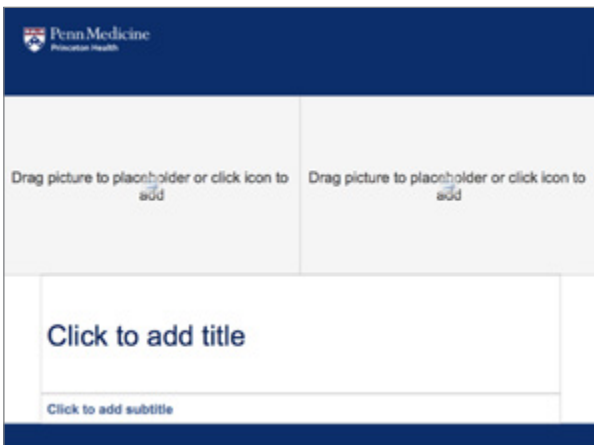 Penn Medicine
Princeton Health
Drag picture to placeholder or click icon to
add
Drag picture to placeholder or click icon to
add
Click to add title
Click to add subtitle